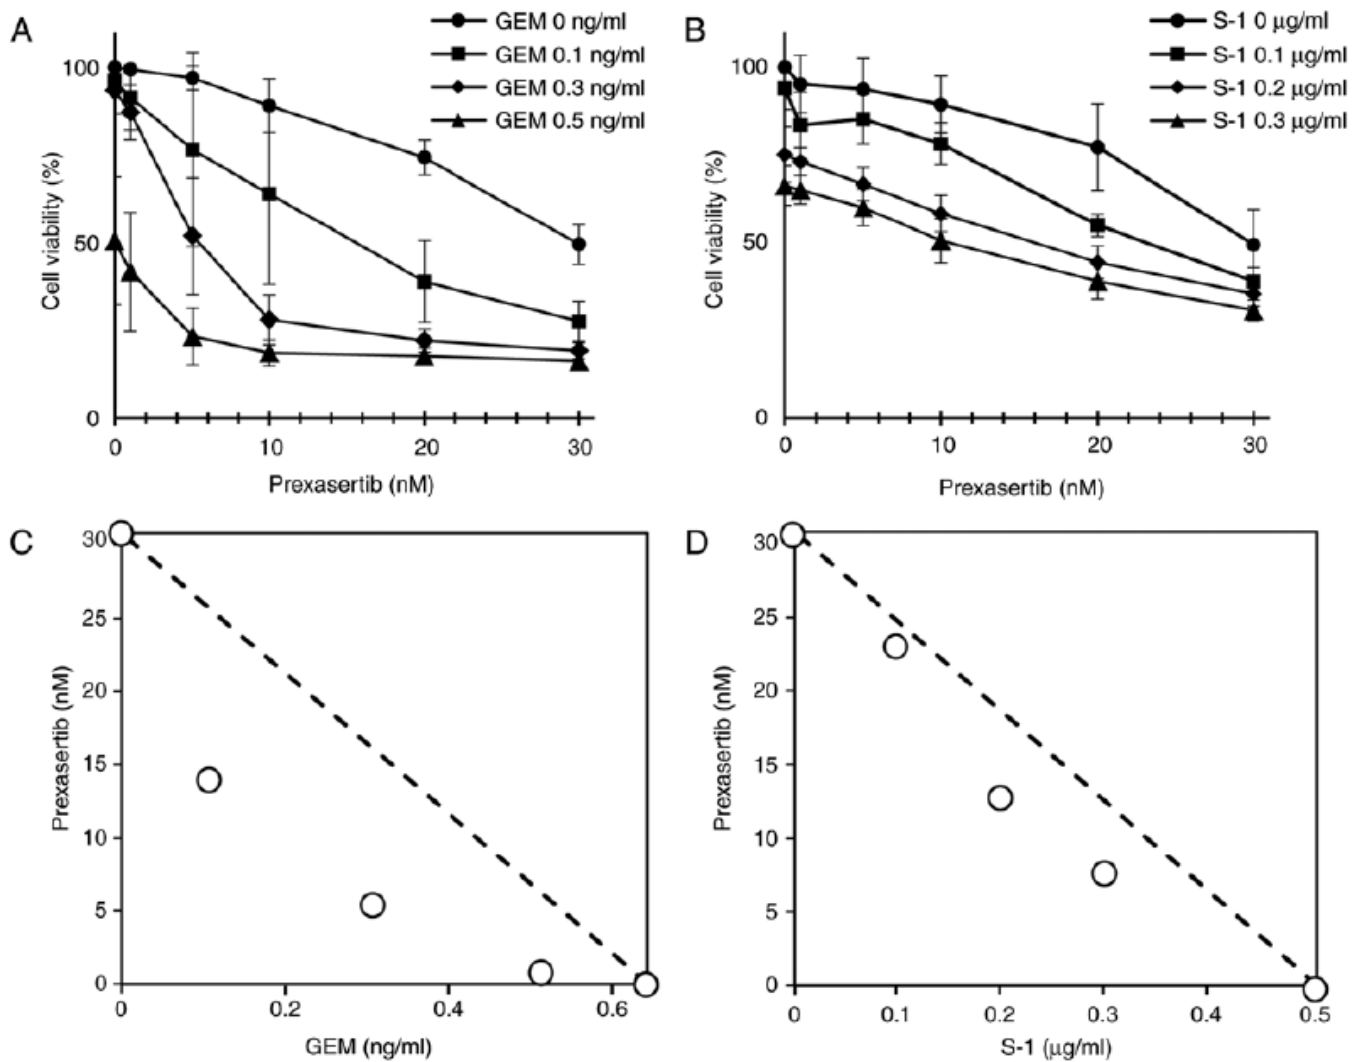 A
GEM 0 ng/ml
GEM 0.1 ng/ml
GEM 0.3 ng/ml
GEM 0.5 ng/ml
100
50
0
Cell viability (%)
0 10 20 30
Prexasertib (nM)
B
S-1 0 μg/ml
S-1 0.1 μg/ml
S-1 0.2 μg/ml
S-1 0.3 μg/ml
100
50
0
Cell viability (%)
0 10 20 30
Prexasertib (nM)
C
30
25
20
15
10
5
0
Prexasertib (nM)
0 0.2 0.4 0.6
GEM (ng/ml)
D
30
25
20
15
10
5
0
Prexasertib (nM)
0 0.1 0.2 0.3 0.4 0.5
S-1 (μg/ml)